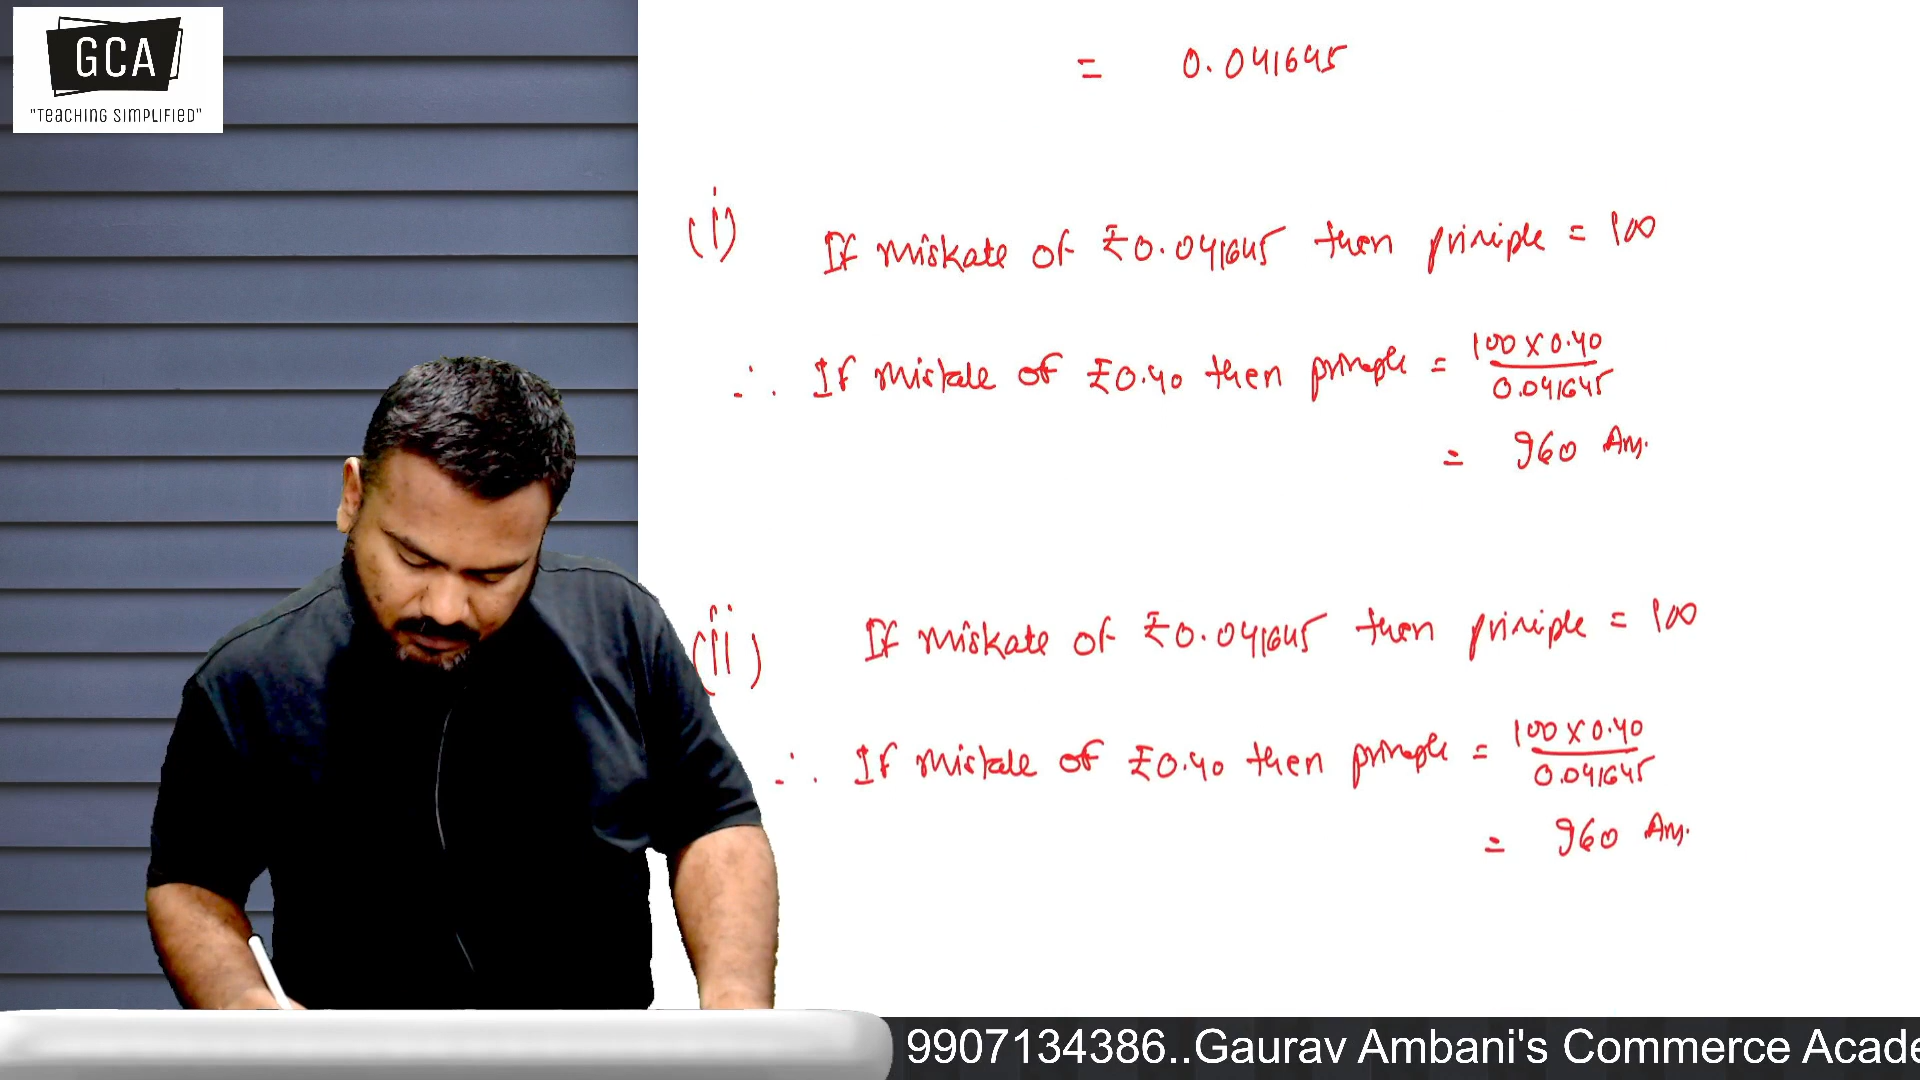 GCA
"Teaching Simplified"
= 0.041645
(i) If miskate of ₹0.041645 then priniple = 100
∴ If mistake of ₹0.40 then priniple = 100 × 0.40
0.041645
= 960 Ans.
(ii) If miskate of ₹0.041645 then priniple = 100
∴ If mistake of ₹0.40 then priniple = 100 × 0.40
0.041645
= 960 Ans.
9907134386..Gaurav Ambani's Commerce Acade